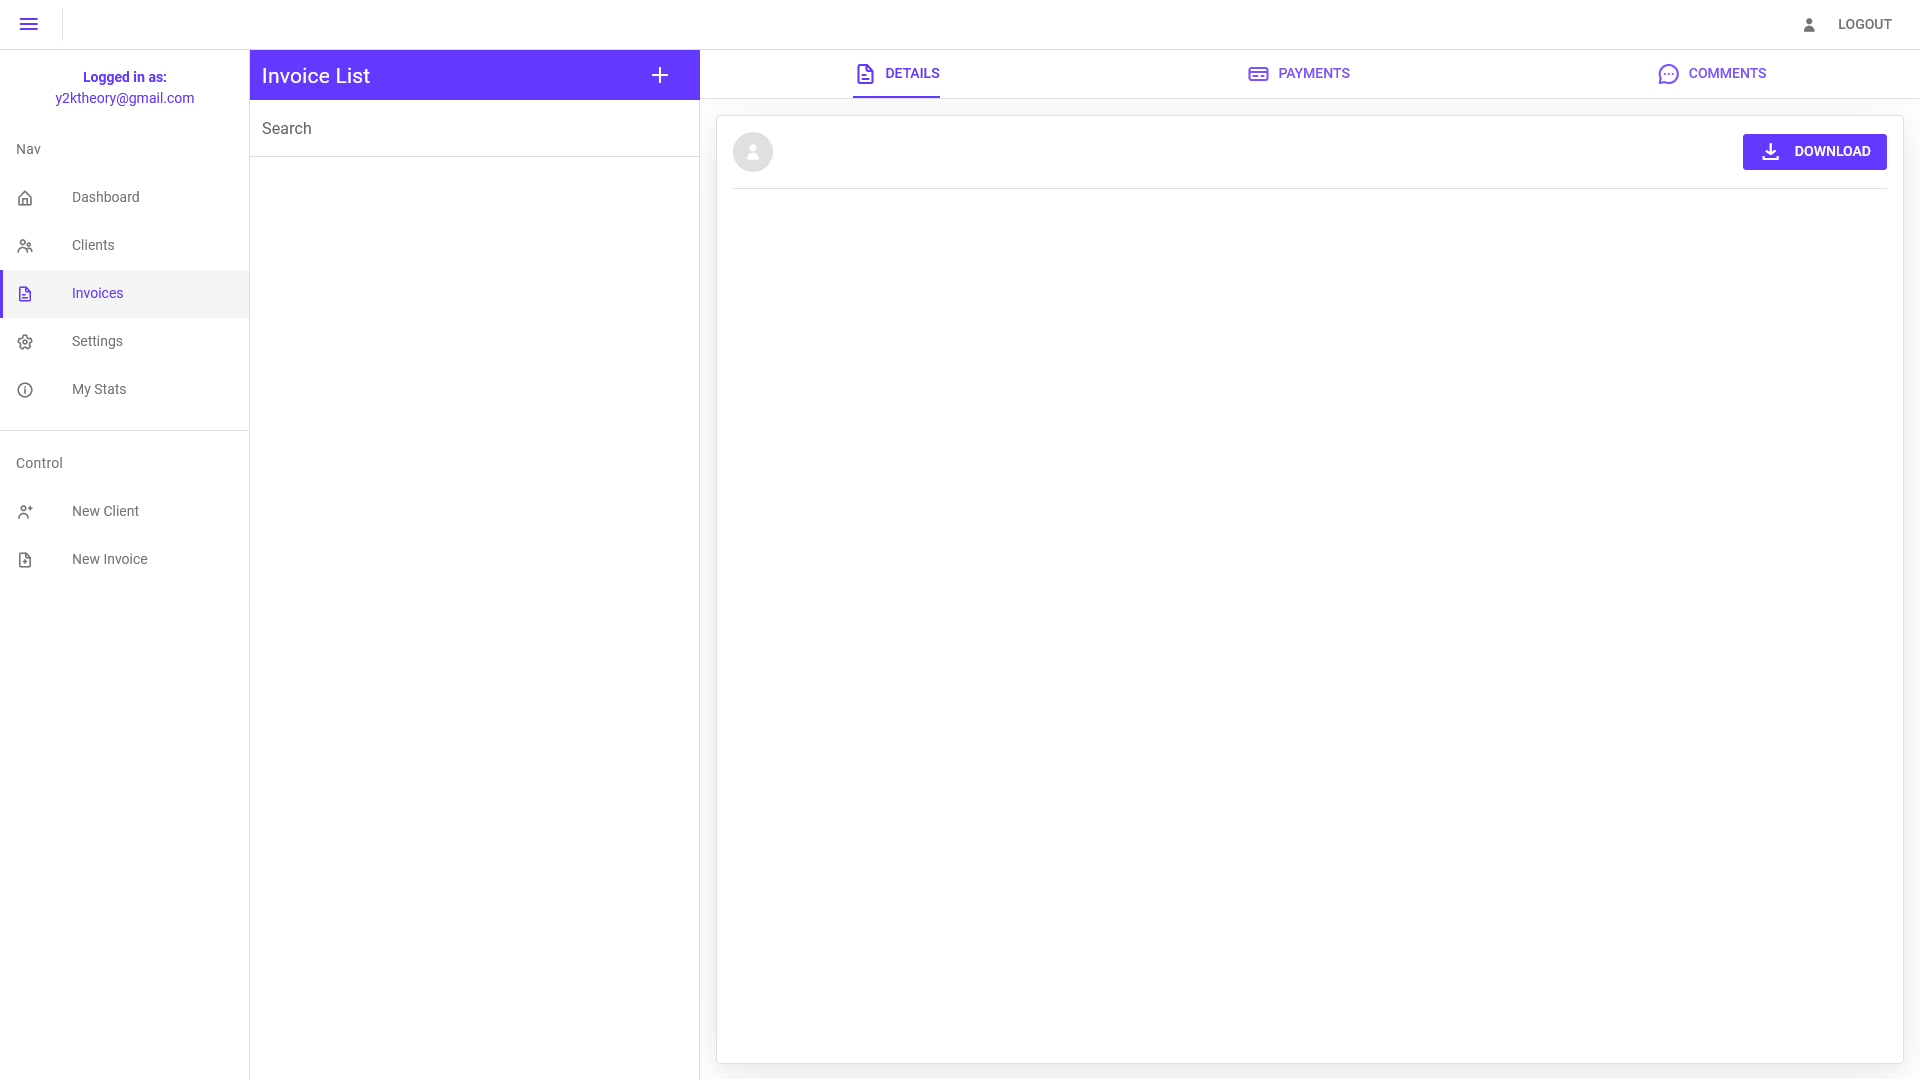 LOGOUT
Logged in as:
y2ktheory@gmail.com
Nav
Dashboard
Clients
Invoices
Settings
My Stats
Control
New Client
New Invoice
Invoice List
Search
DETAILS
PAYMENTS
COMMENTS
DOWNLOAD